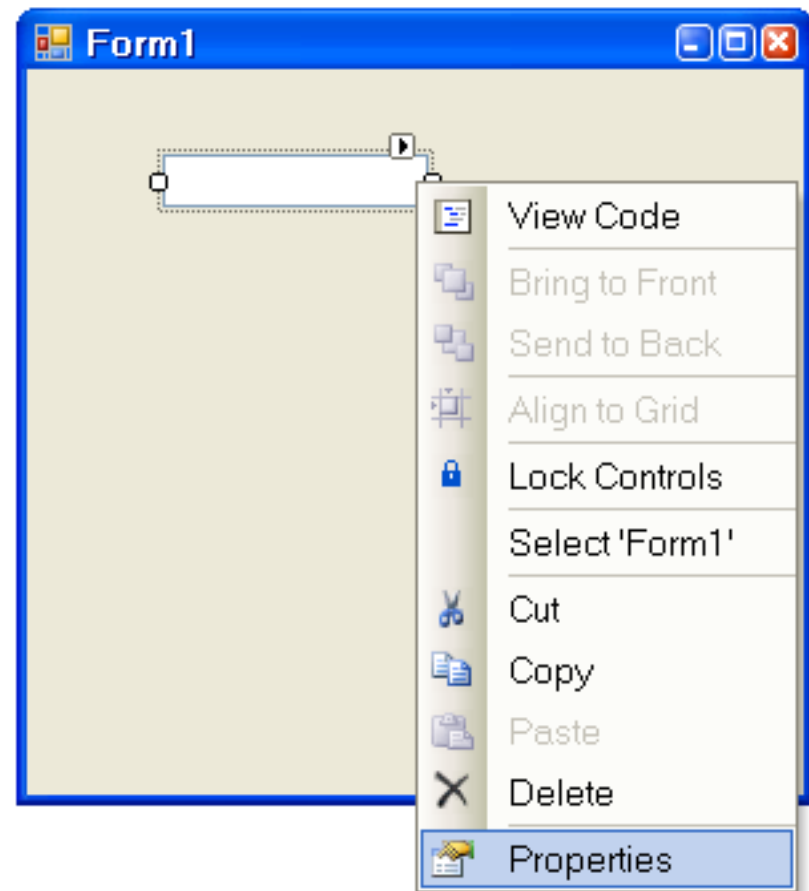 Form1
View Code
Bring to Front
Send to Back
Align to Grid
Lock Controls
Select 'Form1'
Cut
Copy
Paste
Delete
Properties